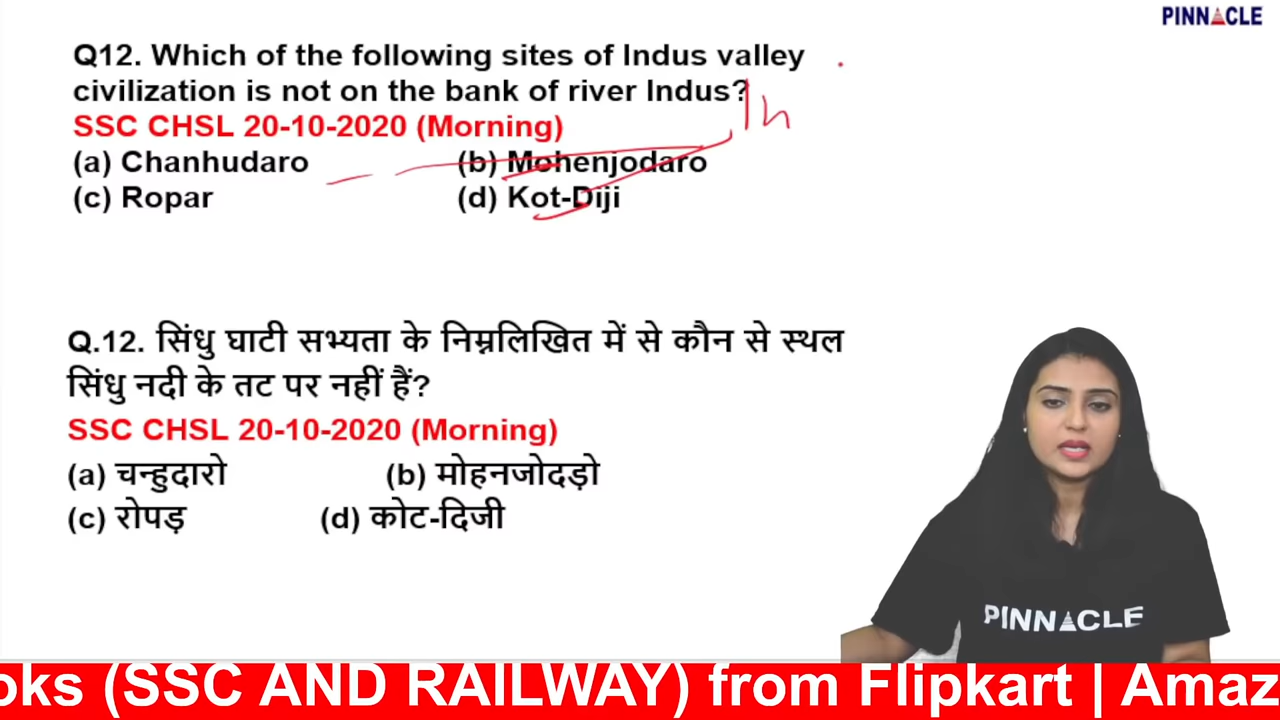 PINNACLE
Q12. Which of the following sites of Indus valley
civilization is not on the bank of river Indus?
In
SSC CHSL 20-10-2020 (Morning)
(a) Chanhudaro (b) Mohenjodaro
(c) Ropar (d) Kot-Diji
Q.12. सिंधु घाटी सभ्यता के निम्नलिखित में से कौन से स्थल
सिंधु नदी के तट पर नहीं हैं?
SSC CHSL 20-10-2020 (Morning)
(a) चन्हुदारो (b) मोहनजोदड़ो
(c) रोपड़ (d) कोट-दिजी
PINNACLE
oks (SSC AND RAILWAY) from Flipkart | Amaz